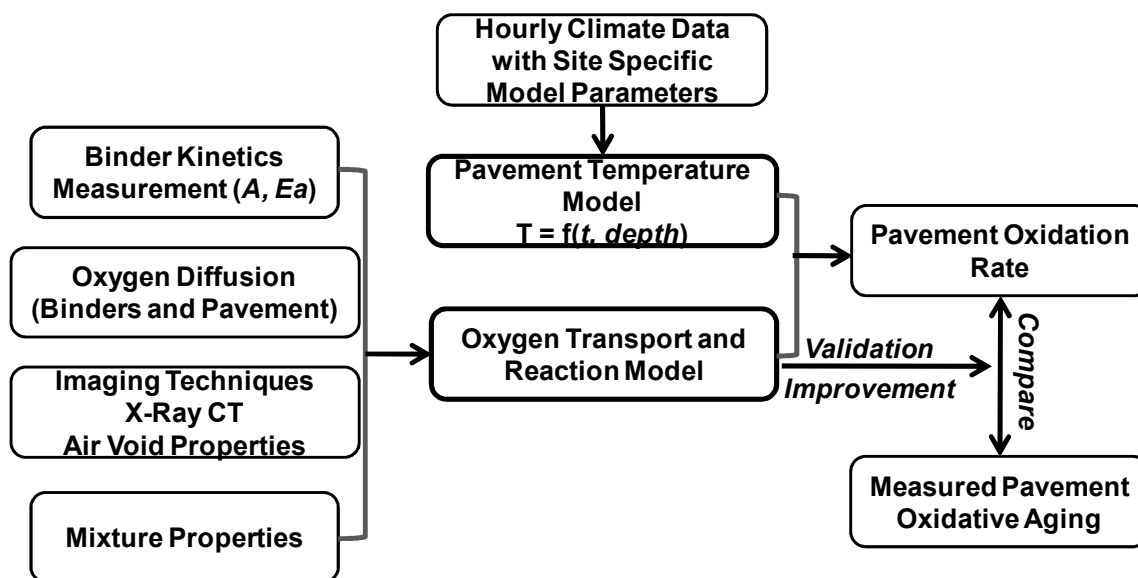 Hourly Climate Data
with Site Specific
Model Parameters
Binder Kinetics
Measurement (A, Ea)
Pavement Temperature
Model
T = f(t, depth)
Oxygen Diffusion
(Binders and Pavement)
Pavement Oxidation
Rate
Imaging Techniques
X-Ray CT
Air Void Properties
Oxygen Transport and
Reaction Model
Validation
Improvement
Compare
Mixture Properties
Measured Pavement
Oxidative Aging